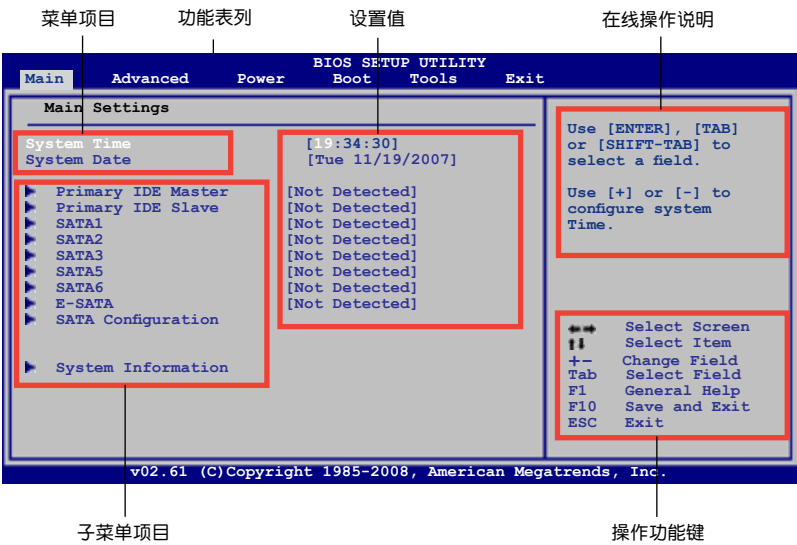 菜单项目 功能表列 设置值 在线操作说明
BIOS SETUP UTILITY
Main Advanced Power Boot Tools Exit
Main Settings
System Time [19:34:30]
System Date [Tue 11/19/2007]
Primary IDE Master [Not Detected]
Primary IDE Slave [Not Detected]
SATA1 [Not Detected]
SATA2 [Not Detected]
SATA3 [Not Detected]
SATA5 [Not Detected]
SATA6 [Not Detected]
E-SATA [Not Detected]
SATA Configuration
System Information
Use [ENTER], [TAB]
or [SHIFT-TAB] to
select a field.
Use [+] or [-] to
configure system
Time.
←→ Select Screen
↑↓ Select Item
+- Change Field
Tab Select Field
F1 General Help
F10 Save and Exit
ESC Exit
v02.61 (C)Copyright 1985-2008, American Megatrends, Inc.
子菜单项目 操作功能键